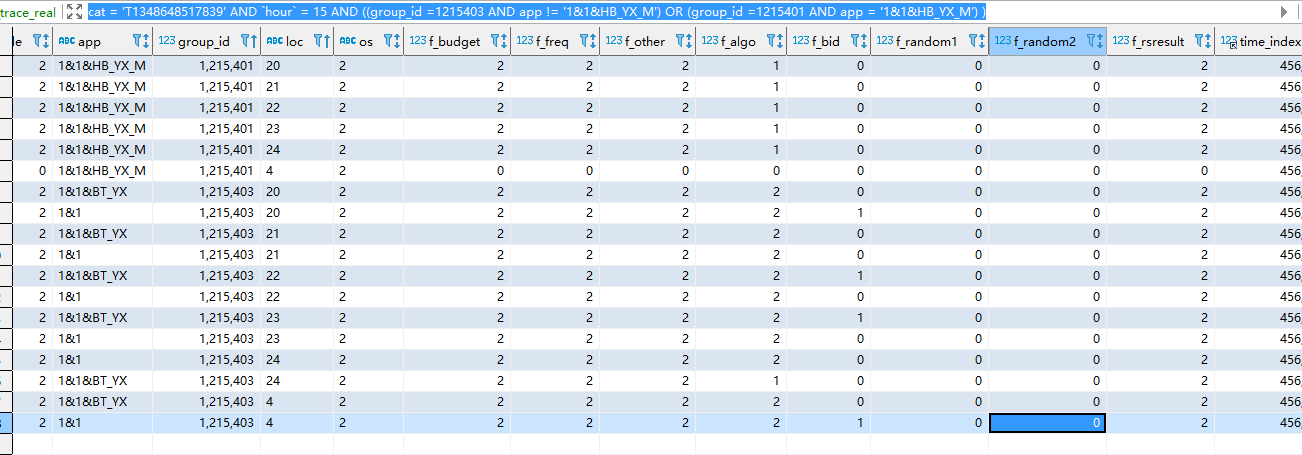 trace_real cat = 'T1348648517839' AND `hour` = 15 AND ((group_id =1215403 AND app != '1&1&HB_YX_M') OR (group_id =1215401 AND app = '1&1&HB_YX_M') )
le ABC app 123 group_id ABC loc ABC os 123 f_budget 123 f_freq 123 f_other 123 f_algo 123 f_bid 123 f_random1 123 f_random2 123 f_rsresult 123 time_index
2 1&1&HB_YX_M 1,215,401 20 2 2 2 2 1 0 0 0 2 456,
2 1&1&HB_YX_M 1,215,401 21 2 2 2 2 1 0 0 0 2 456,
2 1&1&HB_YX_M 1,215,401 22 2 2 2 2 1 0 0 0 2 456,
2 1&1&HB_YX_M 1,215,401 23 2 2 2 2 1 0 0 0 2 456,
2 1&1&HB_YX_M 1,215,401 24 2 2 2 2 1 0 0 0 2 456,
0 1&1&HB_YX_M 1,215,401 4 2 0 0 0 0 0 0 0 0 456,
2 1&1&BT_YX 1,215,403 20 2 2 2 2 2 0 0 0 2 456,
2 1&1 1,215,403 20 2 2 2 2 2 1 0 0 2 456,
2 1&1&BT_YX 1,215,403 21 2 2 2 2 2 0 0 0 2 456,
2 1&1 1,215,403 21 2 2 2 2 2 0 0 0 2 456,
2 1&1&BT_YX 1,215,403 22 2 2 2 2 2 1 0 0 2 456,
2 1&1 1,215,403 22 2 2 2 2 2 0 0 0 2 456,
2 1&1&BT_YX 1,215,403 23 2 2 2 2 2 1 0 0 2 456,
2 1&1 1,215,403 23 2 2 2 2 2 0 0 0 2 456,
2 1&1 1,215,403 24 2 2 2 2 2 0 0 0 2 456,
2 1&1&BT_YX 1,215,403 24 2 2 2 2 1 0 0 0 2 456,
2 1&1&BT_YX 1,215,403 4 2 2 2 2 2 0 0 0 2 456,
2 1&1 1,215,403 4 2 2 2 2 2 1 0 0 2 456,